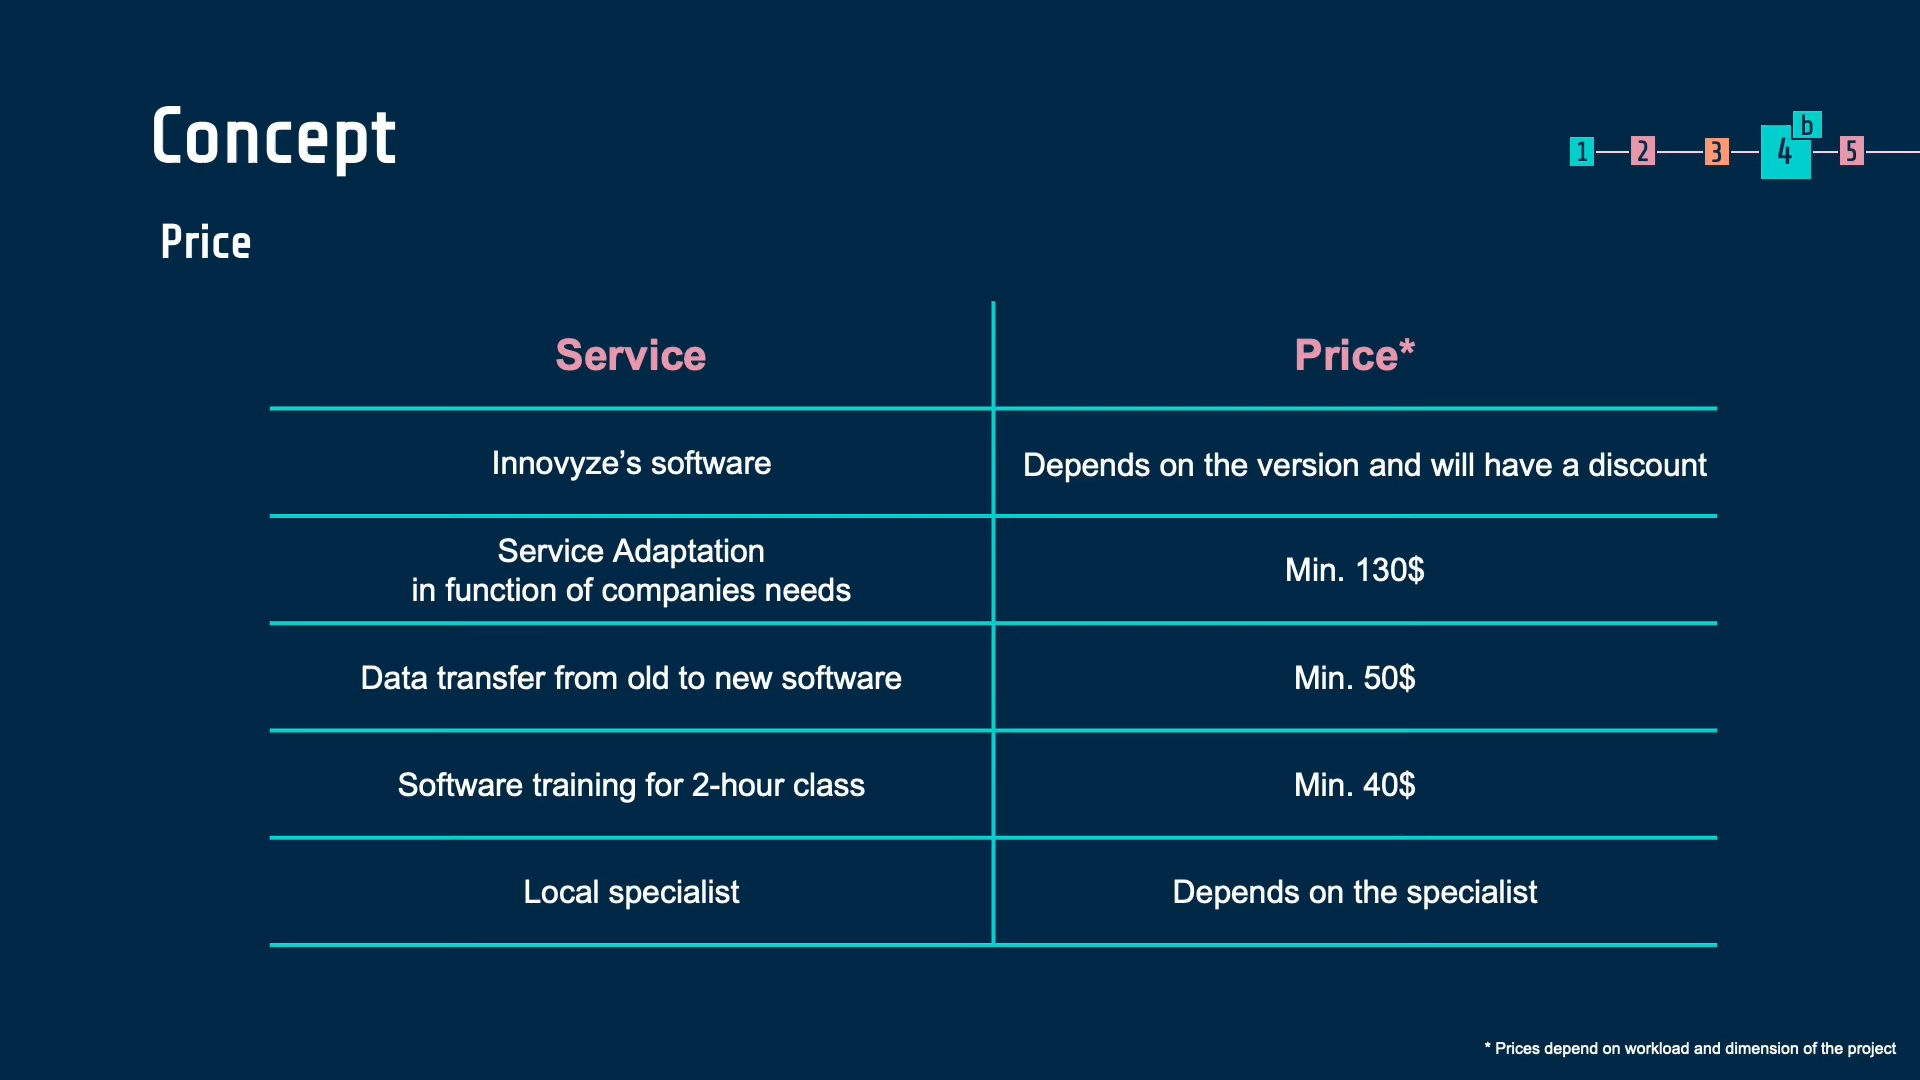 Concept
1 2 3 4 b 5
Price
Service Price*
Innovyze’s software Depends on the version and will have a discount
Service Adaptation
in function of companies needs Min. 130$
Data transfer from old to new software Min. 50$
Software training for 2-hour class Min. 40$
Local specialist Depends on the specialist
* Prices depend on workload and dimension of the project